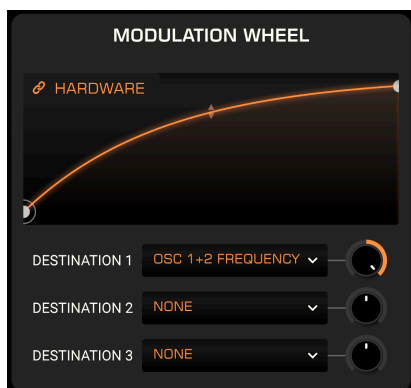 MODULATION WHEEL
HARDWARE
DESTINATION 1 OSC 1+2 FREQUENCY
DESTINATION 2 NONE
DESTINATION 3 NONE